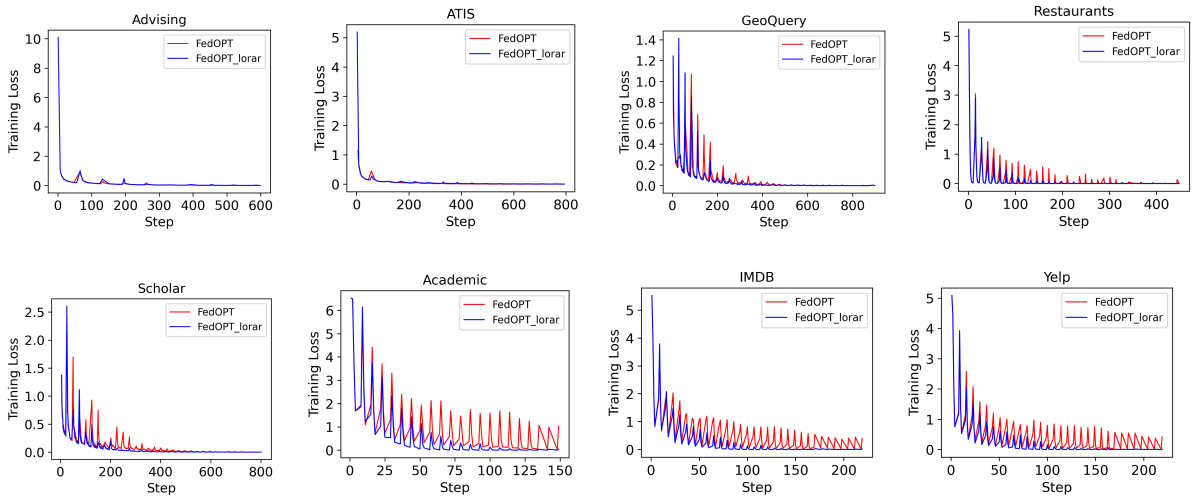 Advising
Training Loss
10
8
6
4
2
0
0 100 200 300 400 500 600
Step
FedOPT
FedOPT_lorar
ATIS
Training Loss
5
4
3
2
1
0
0 200 400 600 800
Step
FedOPT
FedOPT_lorar
GeoQuery
Training Loss
1.4
1.2
1.0
0.8
0.6
0.4
0.2
0.0
0 200 400 600 800
Step
FedOPT
FedOPT_lorar
Restaurants
Training Loss
5
4
3
2
1
0
0 100 200 300 400
Step
FedOPT
FedOPT_lorar
Scholar
Training Loss
2.5
2.0
1.5
1.0
0.5
0.0
0 200 400 600 800
Step
FedOPT
FedOPT_lorar
Academic
Training Loss
6
5
4
3
2
1
0
0 25 50 75 100 125 150
Step
FedOPT
FedOPT_lorar
IMDB
Training Loss
5
4
3
2
1
0
0 50 100 150 200
Step
FedOPT
FedOPT_lorar
Yelp
Training Loss
5
4
3
2
1
0
0 50 100 150 200
Step
FedOPT
FedOPT_lorar